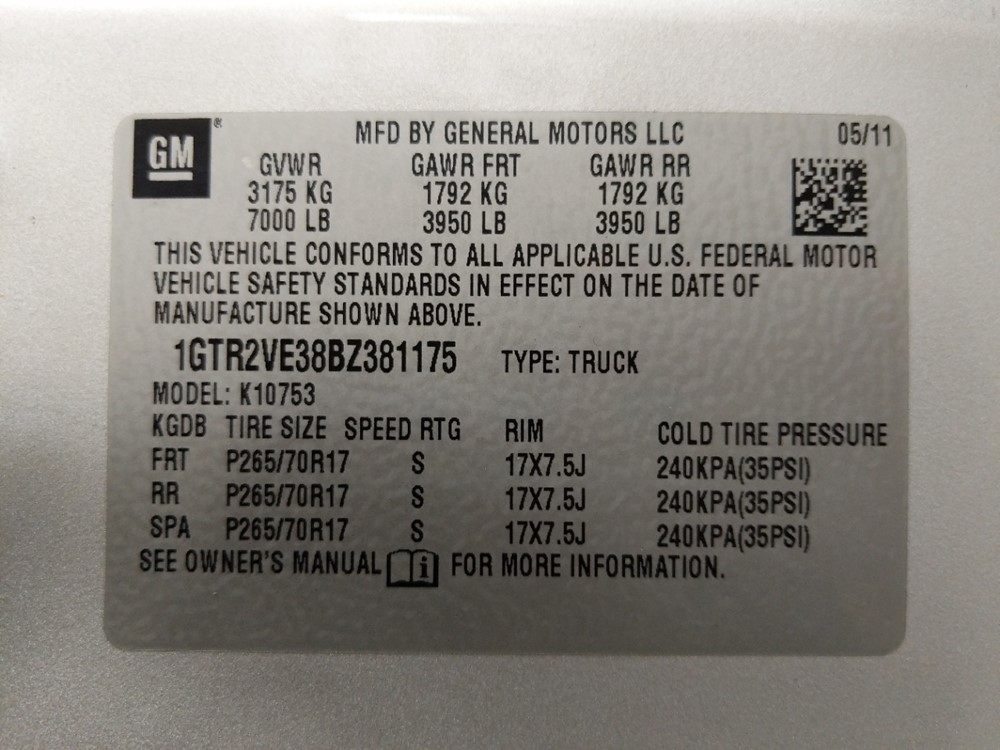 GM®
MFD BY GENERAL MOTORS LLC 05/11
GVWR GAWR FRT GAWR RR
3175 KG 1792 KG 1792 KG
7000 LB 3950 LB 3950 LB
THIS VEHICLE CONFORMS TO ALL APPLICABLE U.S. FEDERAL MOTOR
VEHICLE SAFETY STANDARDS IN EFFECT ON THE DATE OF
MANUFACTURE SHOWN ABOVE.
1GTR2VE38BZ381175 TYPE: TRUCK
MODEL: K10753
KGDB TIRE SIZE SPEED RTG RIM COLD TIRE PRESSURE
FRT P265/70R17 S 17X7.5J 240KPA(35PSI)
RR P265/70R17 S 17X7.5J 240KPA(35PSI)
SPA P265/70R17 S 17X7.5J 240KPA(35PSI)
SEE OWNER'S MANUAL i FOR MORE INFORMATION.